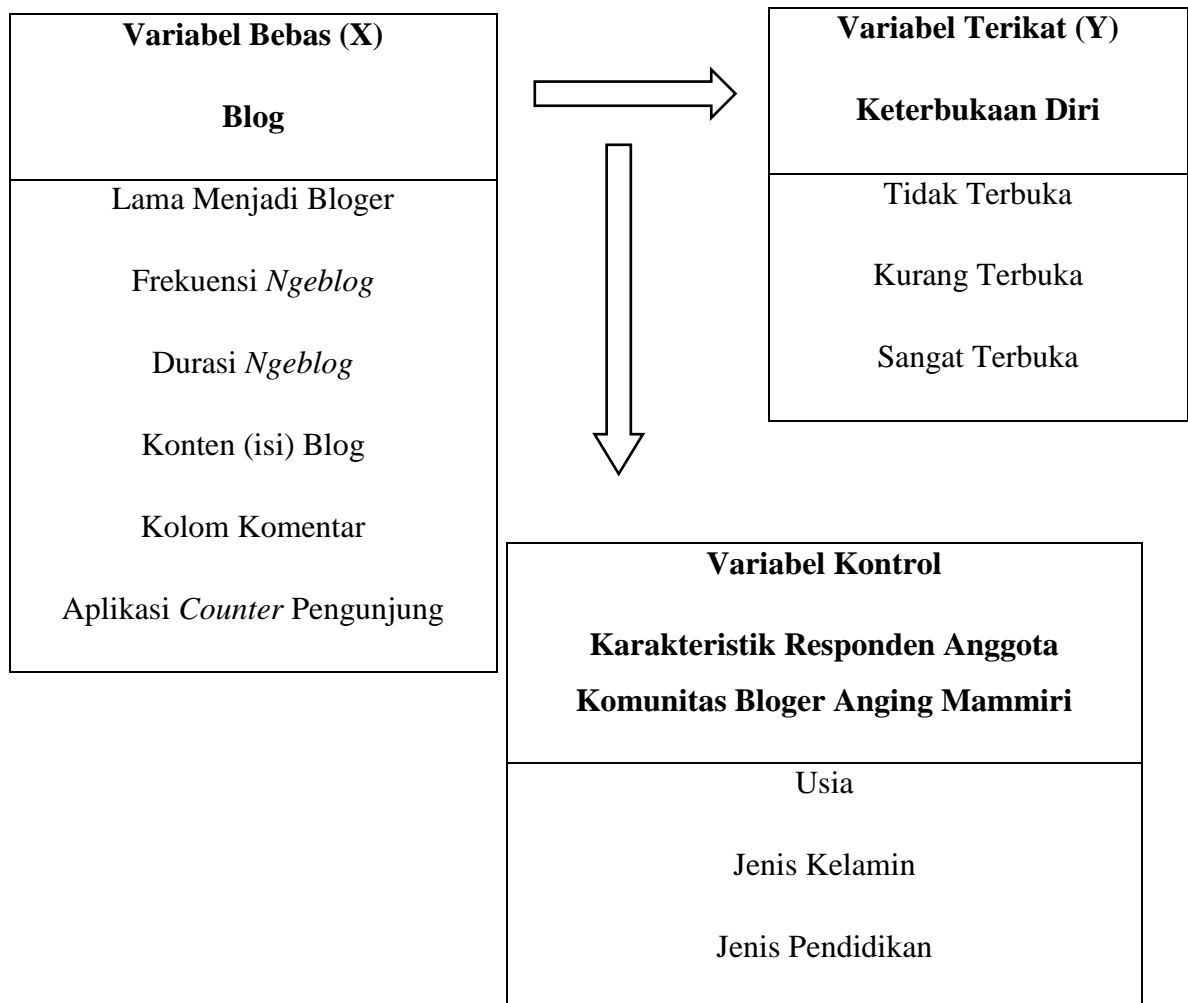 Variabel Bebas (X)
Blog
Lama Menjadi Bloger
Frekuensi Ngeblog
Durasi Ngeblog
Konten (isi) Blog
Kolom Komentar
Aplikasi Counter Pengunjung
Variabel Terikat (Y)
Keterbukaan Diri
Tidak Terbuka
Kurang Terbuka
Sangat Terbuka
Variabel Kontrol
Karakteristik Responden Anggota
Komunitas Bloger Anging Mammiri
Usia
Jenis Kelamin
Jenis Pendidikan